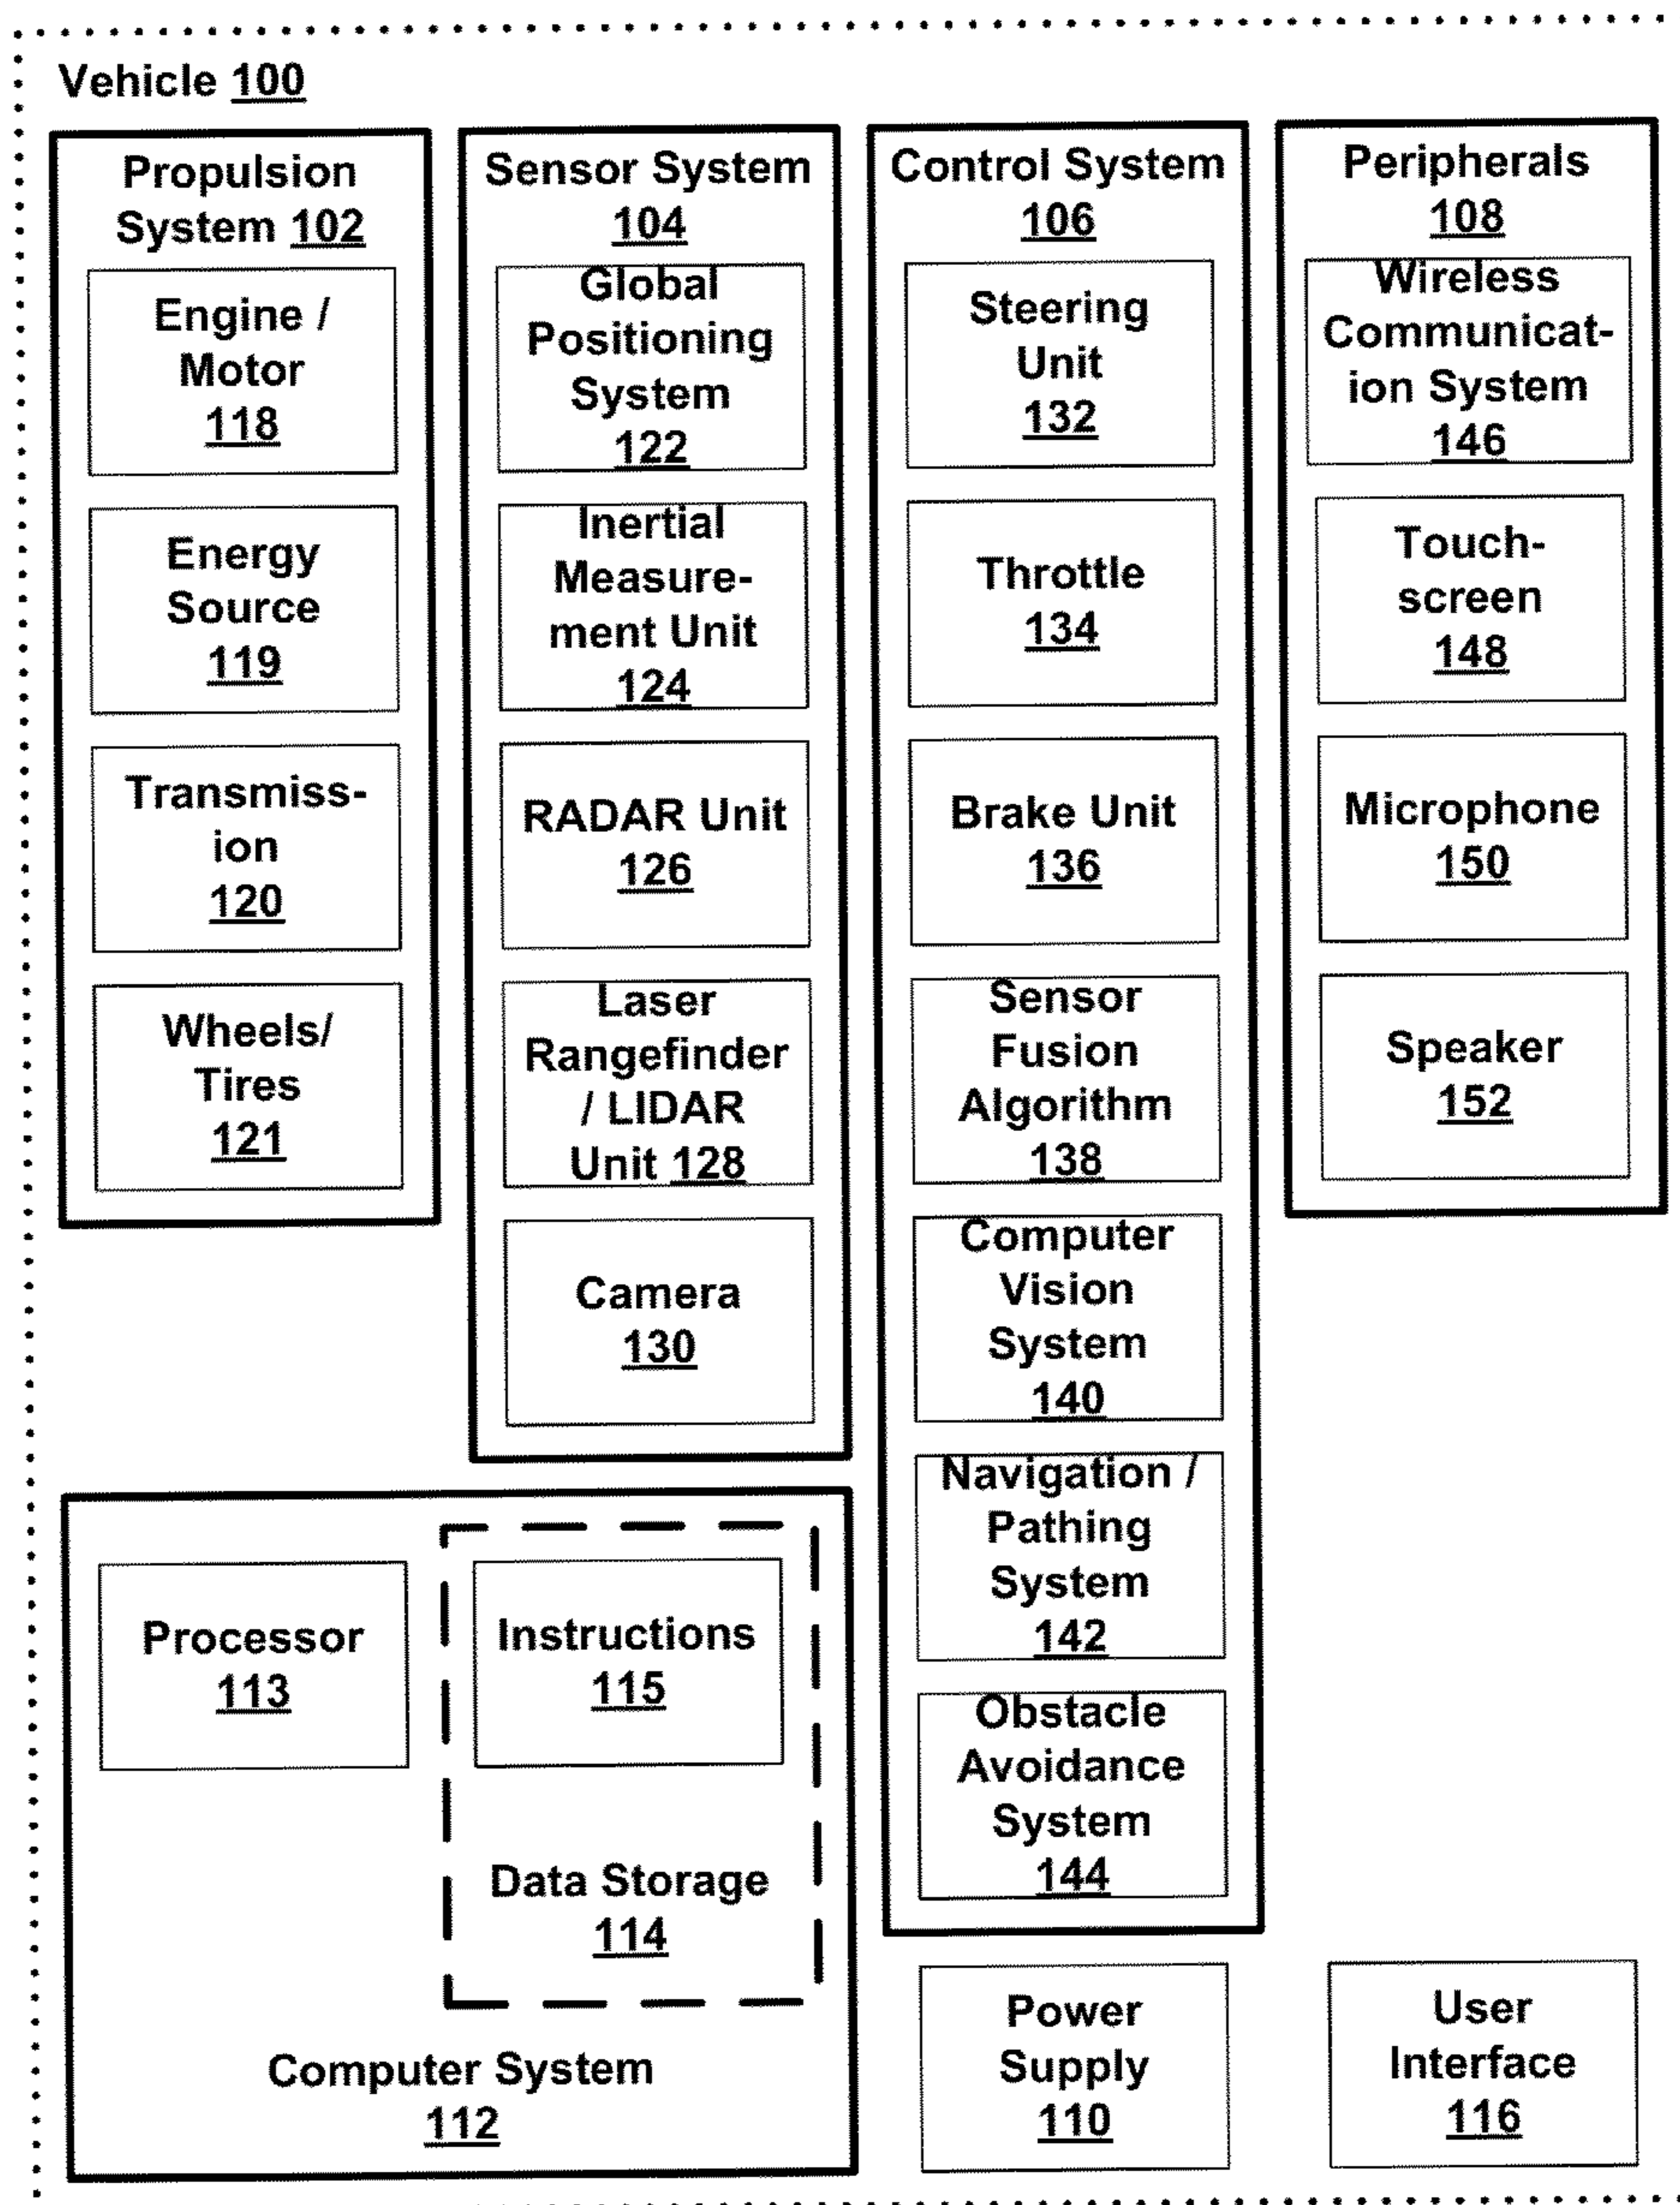 Vehicle 100
Propulsion
System 102
Engine /
Motor
118
Energy
Source
119
Transmiss-
ion
120
Wheels/
Tires
121
Sensor System
104
Global
Positioning
System
122
Inertial
Measure-
ment Unit
124
RADAR Unit
126
Laser
Rangefinder
/ LIDAR
Unit 128
Camera
130
Control System
106
Steering
Unit
132
Throttle
134
Brake Unit
136
Sensor
Fusion
Algorithm
138
Computer
Vision
System
140
Navigation /
Pathing
System
142
Obstacle
Avoidance
System
144
Peripherals
108
Wireless
Communicat-
ion System
146
Touch-
screen
148
Microphone
150
Speaker
152
Processor
113
Instructions
115
Data Storage
114
Computer System
112
Power
Supply
110
User
Interface
116